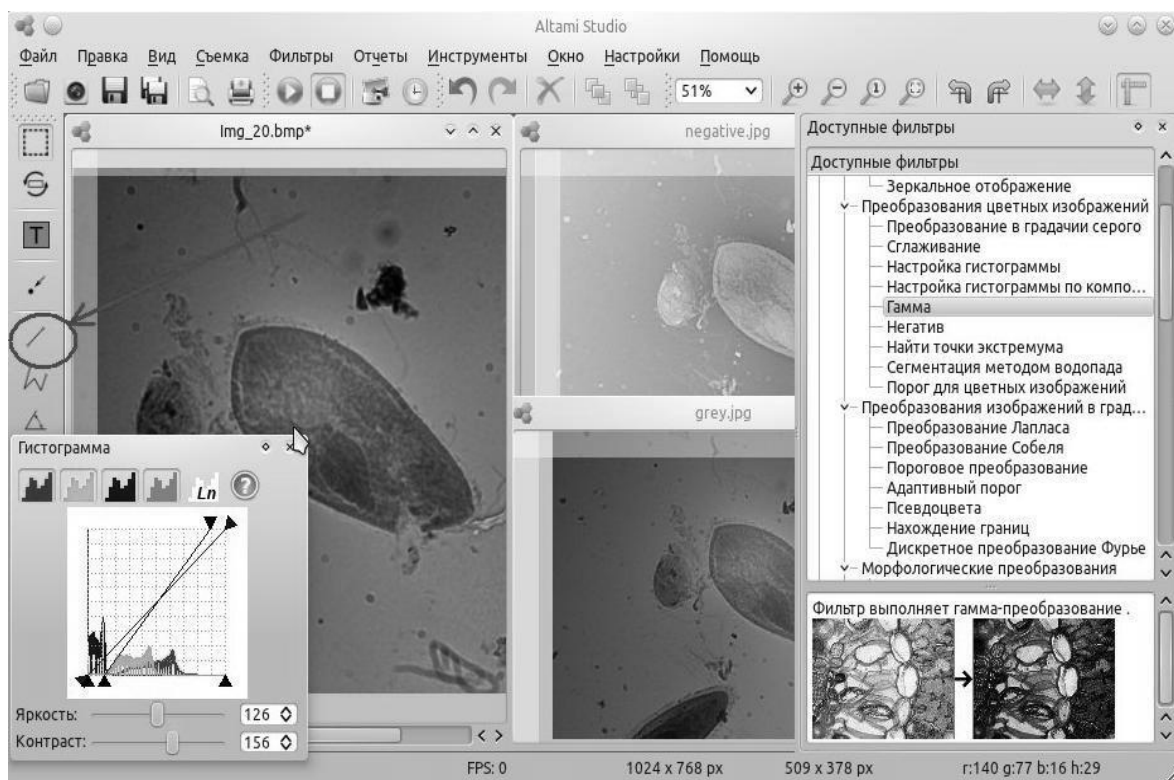 Altami Studio
Файл Правка Вид Съемка Фильтры Отчеты Инструменты Окно Настройки Помощь
51%
1
T
Img_20.bmp*
negative.jpg
grey.jpg
Гистограмма
Ln
?
Яркость: 126
Контраст: 156
Доступные фильтры
Доступные фильтры
Зеркальное отображение
Преобразования цветных изображений
Преобразование в градачии серого
Сглаживание
Настройка гистограммы
Настройка гистограммы по компо...
Гамма
Негатив
Найти точки экстремума
Сегментация методом водопада
Порог для цветных изображений
Преобразования изображений в град...
Преобразование Лапласа
Преобразование Собеля
Пороговое преобразование
Адаптивный порог
Псевдоцвета
Нахождение границ
Дискретное преобразование Фурье
Морфологические преобразования
Фильтр выполняет гамма-преобразование .
FPS: 0 1024 x 768 px 509 x 378 px r:140 g:77 b:16 h:29